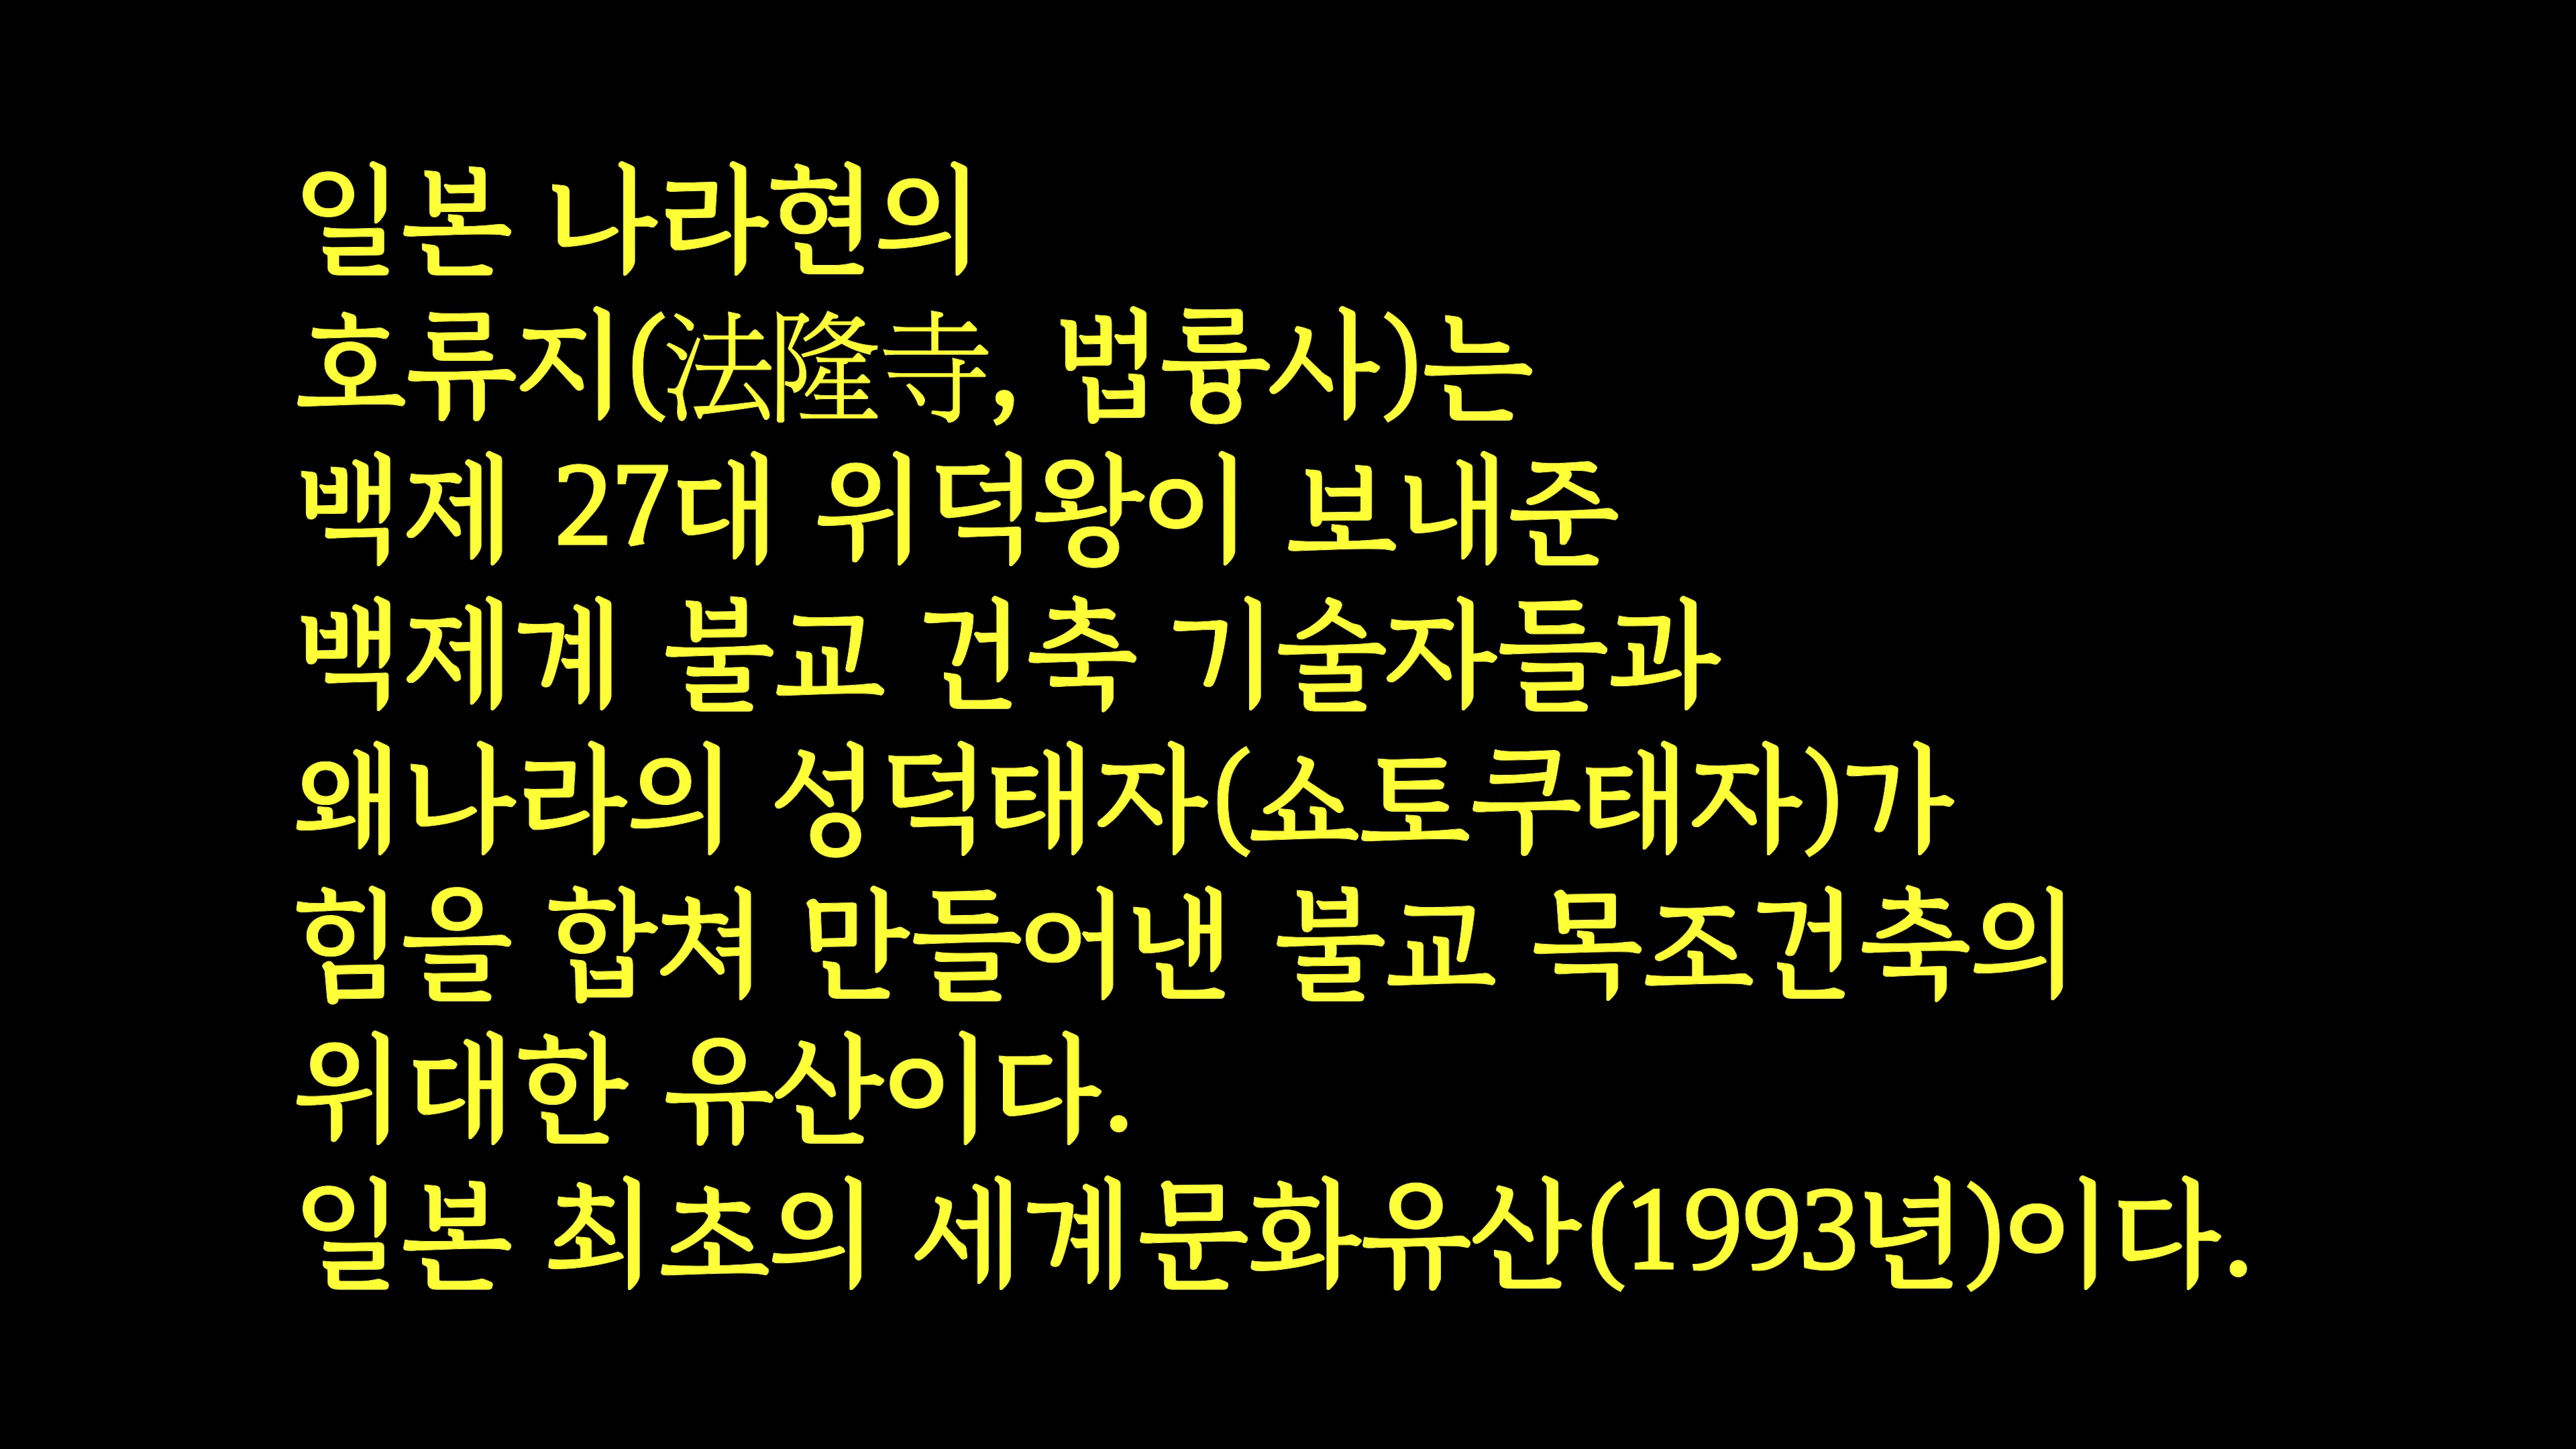 일본 나라현의
호류지(法隆寺, 법륭사)는
백제 27대 위덕왕이 보내준
백제계 불교 건축 기술자들과
왜나라의 성덕태자(쇼토쿠태자)가
힘을 합쳐 만들어낸 불교 목조건축의
위대한 유산이다.
일본 최초의 세계문화유산(1993년)이다.